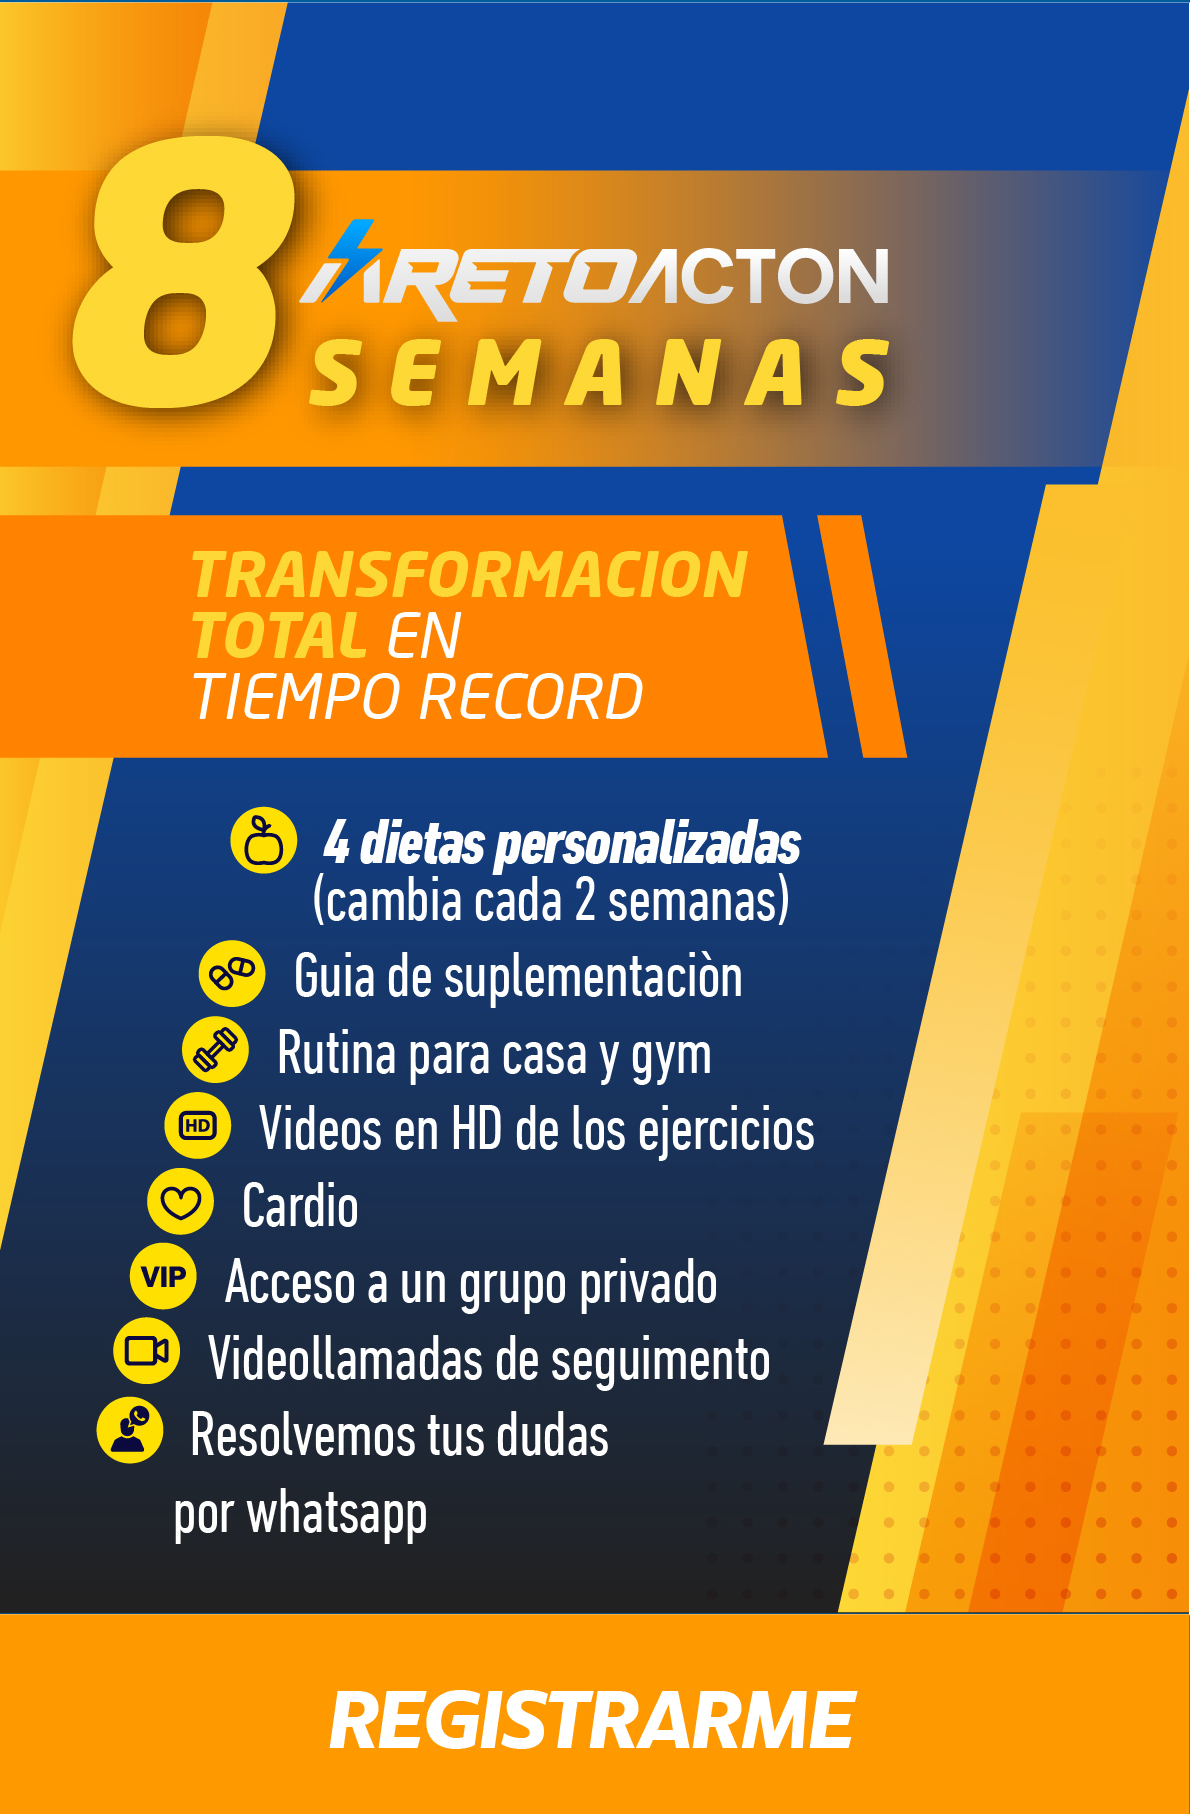 8
RETOACTON
SEMANAS
TRANSFORMACION
TOTAL EN
TIEMPO RECORD
4 dietas personalizadas
(cambia cada 2 semanas)
Guia de suplementaciòn
Rutina para casa y gym
HD Videos en HD de los ejercicios
Cardio
VIP Acceso a un grupo privado
Videollamadas de seguimento
Resolvemos tus dudas
por whatsapp
REGISTRARME